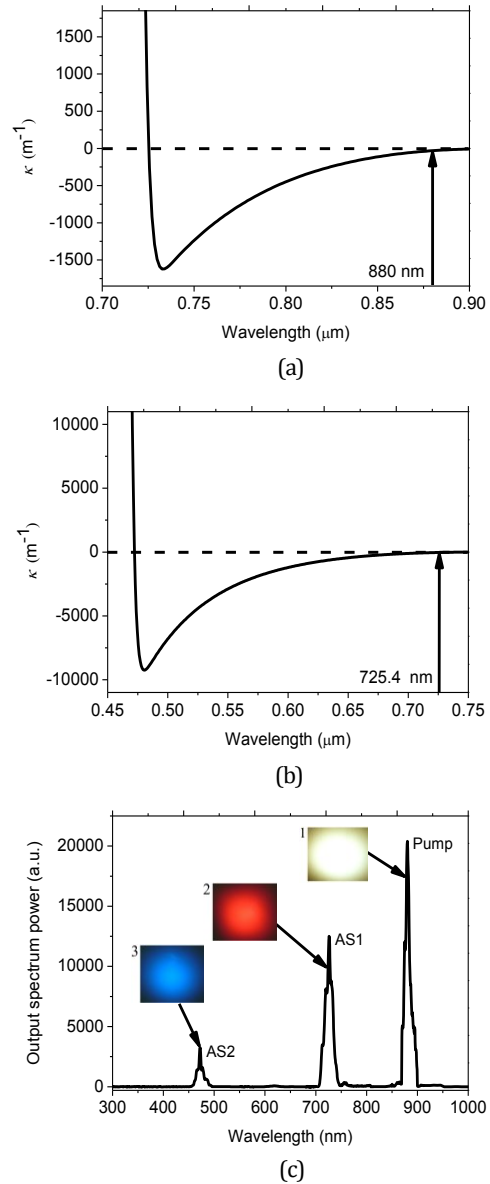 1500
1000
500
0
-500
-1000
-1500
κ (m⁻¹)
880 nm
0.70 0.75 0.80 0.85 0.90
Wavelength (μm)
(a)
10000
5000
0
-5000
-10000
κ (m⁻¹)
725.4 nm
0.45 0.50 0.55 0.60 0.65 0.70 0.75
Wavelength (μm)
(b)
20000
15000
10000
5000
0
Output spectrum power (a.u.)
1
Pump
2
AS1
3
AS2
300 400 500 600 700 800 900 1000
Wavelength (nm)
(c)